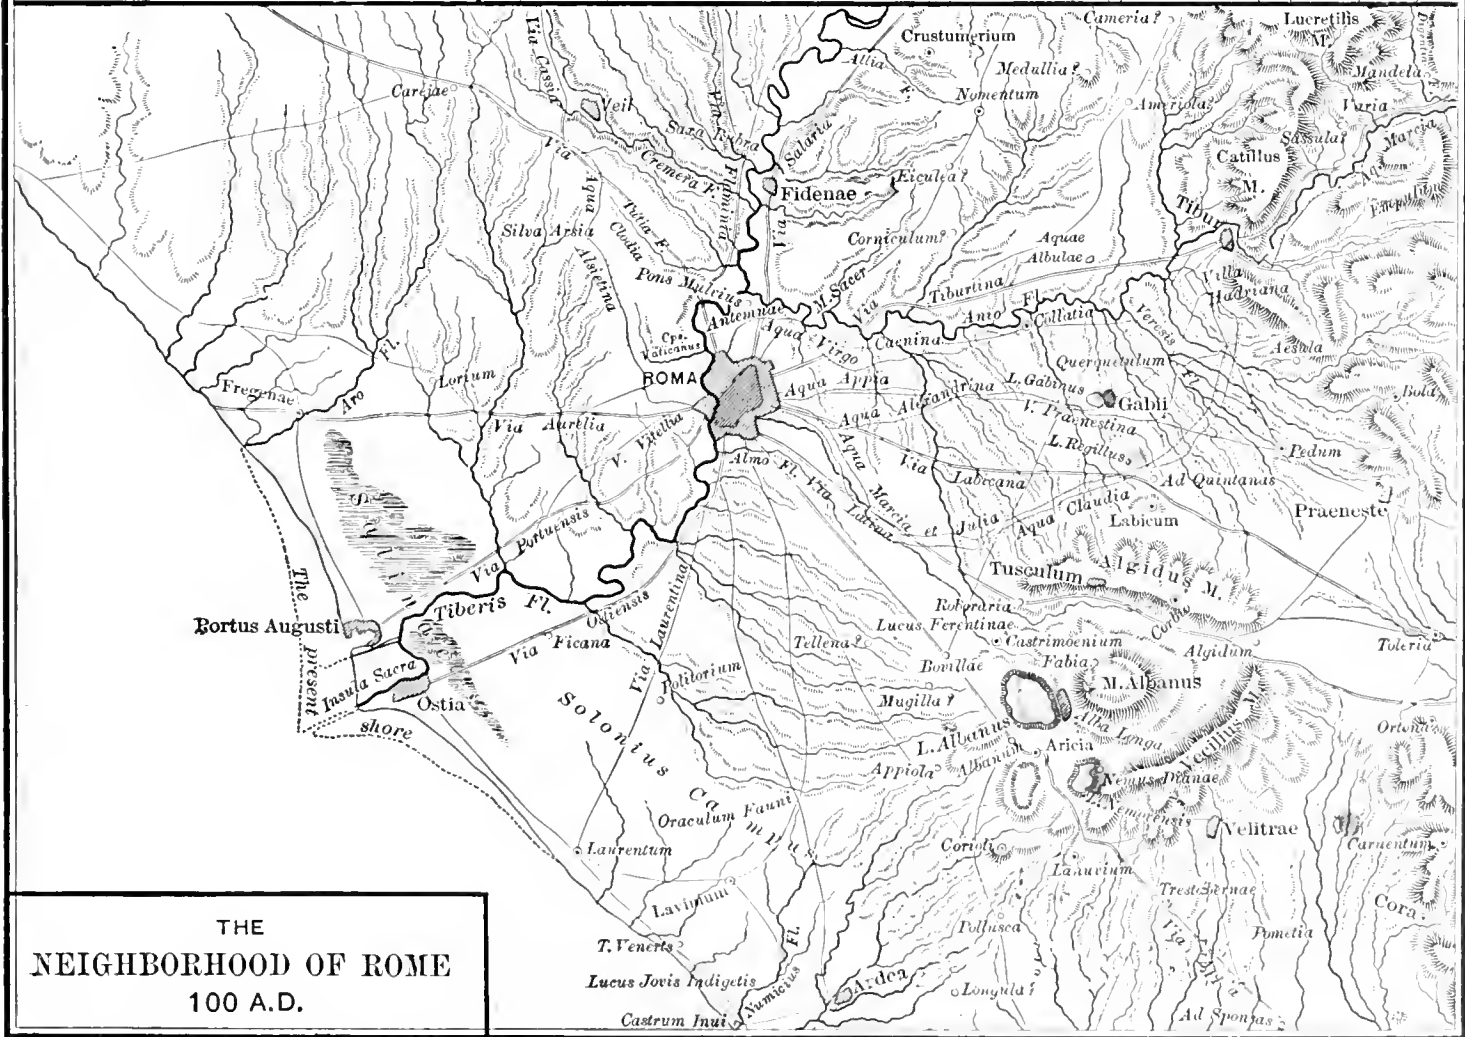 Lucretilis
M.
Cameria?
Crustumerium
Via Cassia
Allia
F.
Medullia?
Mandela
Careiae
Veii
Nomentum
Ameriola?
Varia
Saxa Rubra
Via
Salaria
Sassula?
Marcia
Aq.
Catillus
M.
Via
Cremera F.
Flaminia
Fidenae
Ficulea?
Aqua
Alsietina
Tutia F.
Clodia
Tibur
Silva Arsia
Corniculum?
Aquae
Albulae
Pons Mulvius
M. Sacer
Via
Tiburtina
Villa
Hadriana
Antemnae
Anio
Fl.
Collatia
Veresis
Fl.
Aqua Virgo
Caenina
Cps.
Vaticanus
Querquetulum
Aesula
Fregenae
Aro
Fl.
Lorium
ROMA
Aqua Appia
L. Gabinus
Gabii
Bola
Aqua Alexandrina
V. Praenestina
Via Aurelia
V. Vitellia
L. Regillus
Pedum
Almo Fl.
Via
Latina
Via
Labicana
Ad Quintanas
Aqua
Marcia et Julia
Aqua Claudia
Labicum
Praeneste
Salinae
Via Portuensis
Tusculum
Algidus M.
The
present
shore
Tiberis Fl.
Roboraria
Lucus Ferentinae
Corbio
Portus Augusti
Ostiensis
Via
Ficana
Via Laurentina
Tellena?
Castrimoenium
Algidum
Toleria
Bovillae
Fabia
Insula Sacra
Politorium
M. Albanus
Ostia
Mugilla?
Solonius
Campus
L. Albanus
Alba Longa
Ortona
Aricia
Appiola
Albanum
Nemus Dianae
L. Nemorensis
Oraculum Fauni
Velitrae
Laurentum
Corioli
Carventum
Lanuvium
Tres Tabernae
Lavinium
Cora
Pollusca
Pometia
T. Veneris
Fl.
Numicius
Via Appia
Lucus Jovis Indigetis
Ardea
Longula?
Castrum Inui
Ad Sponsas
THE
NEIGHBORHOOD OF ROME
100 A.D.